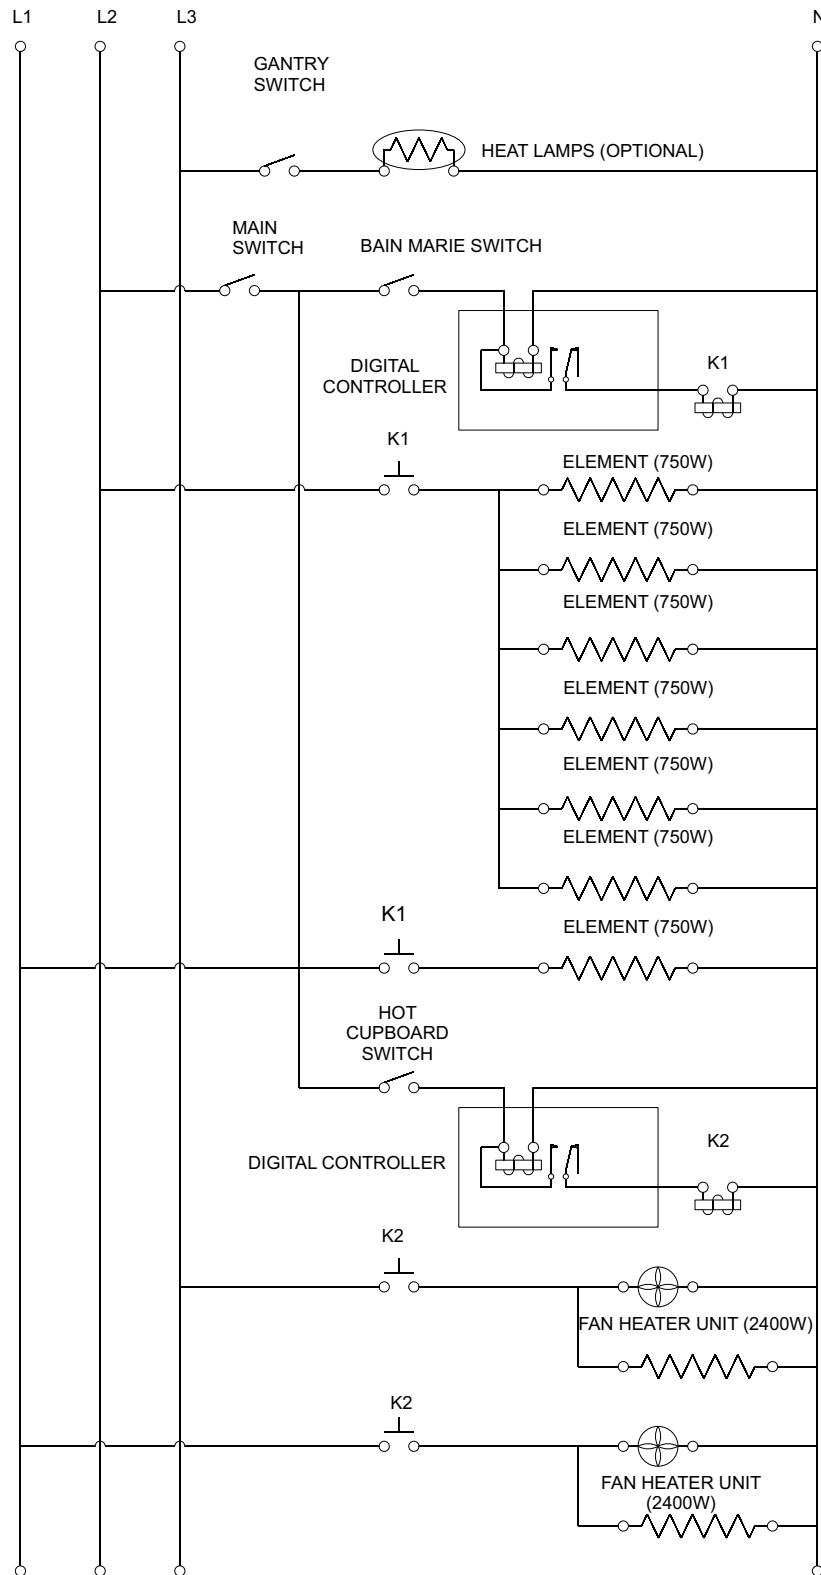 L1
L2
L3
N
GANTRY
SWITCH
HEAT LAMPS (OPTIONAL)
MAIN
SWITCH
BAIN MARIE SWITCH
DIGITAL
CONTROLLER
K1
K1
ELEMENT (750W)
ELEMENT (750W)
ELEMENT (750W)
ELEMENT (750W)
ELEMENT (750W)
ELEMENT (750W)
K1
ELEMENT (750W)
HOT
CUPBOARD
SWITCH
DIGITAL CONTROLLER
K2
K2
FAN HEATER UNIT (2400W)
K2
FAN HEATER UNIT
(2400W)